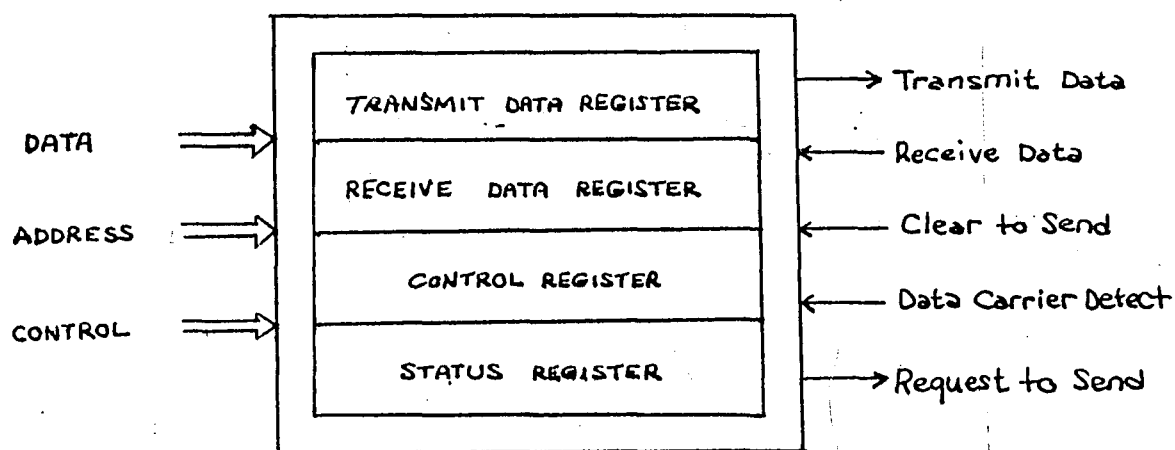 DATA
ADDRESS
CONTROL
TRANSMIT DATA REGISTER
RECEIVE DATA REGISTER
CONTROL REGISTER
STATUS REGISTER
Transmit Data
Receive Data
Clear to Send
Data Carrier Detect
Request to Send